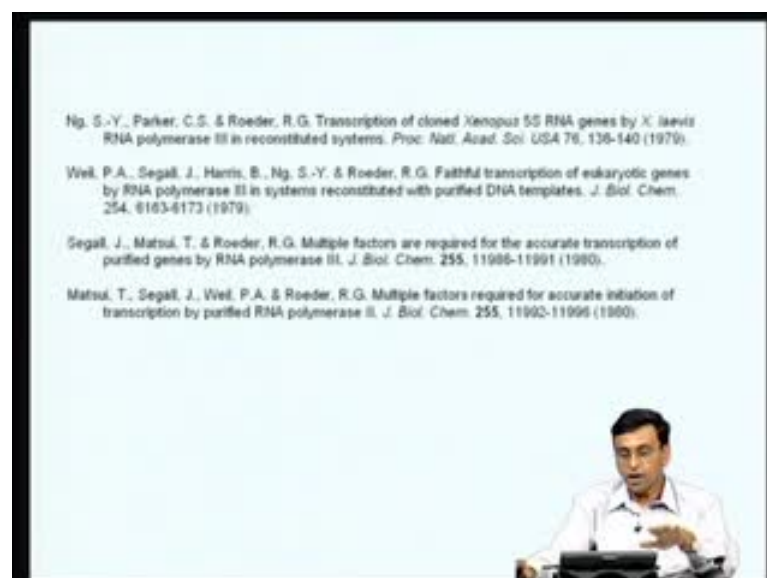 Ng, S.-Y., Parker, C.S. & Roeder, R.G. Transcription of cloned Xenopus 5S RNA genes by X. laevis
RNA polymerase III in reconstituted systems. Proc. Natl. Acad. Sci. USA 76, 136-140 (1979).
Weil, P.A., Segall, J., Harris, B., Ng, S.-Y. & Roeder, R.G. Faithful transcription of eukaryotic genes
by RNA polymerase III in systems reconstituted with purified DNA templates. J. Biol. Chem.
254, 6163-6173 (1979).
Segall, J., Matsui, T. & Roeder, R.G. Multiple factors are required for the accurate transcription of
purified genes by RNA polymerase III. J. Biol. Chem. 255, 11986-11991 (1980).
Matsui, T., Segall, J., Weil, P.A. & Roeder, R.G. Multiple factors required for accurate initiation of
transcription by purified RNA polymerase II. J. Biol. Chem. 255, 11992-11996 (1980).